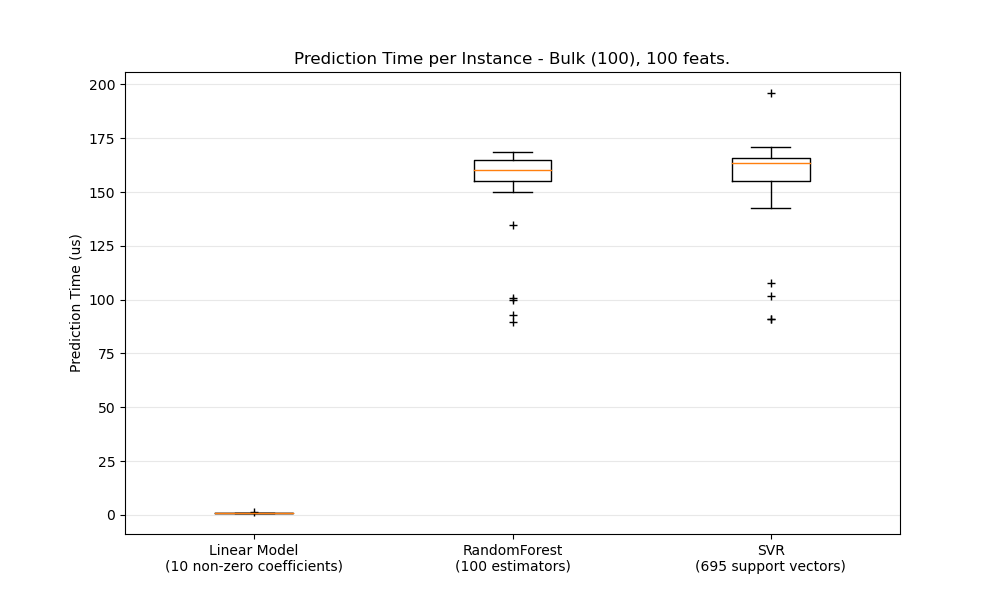 Prediction Time per Instance - Bulk (100), 100 feats.
Prediction Time (us)
200
175
150
125
100
75
50
25
0
Linear Model
(10 non-zero coefficients)
RandomForest
(100 estimators)
SVR
(695 support vectors)